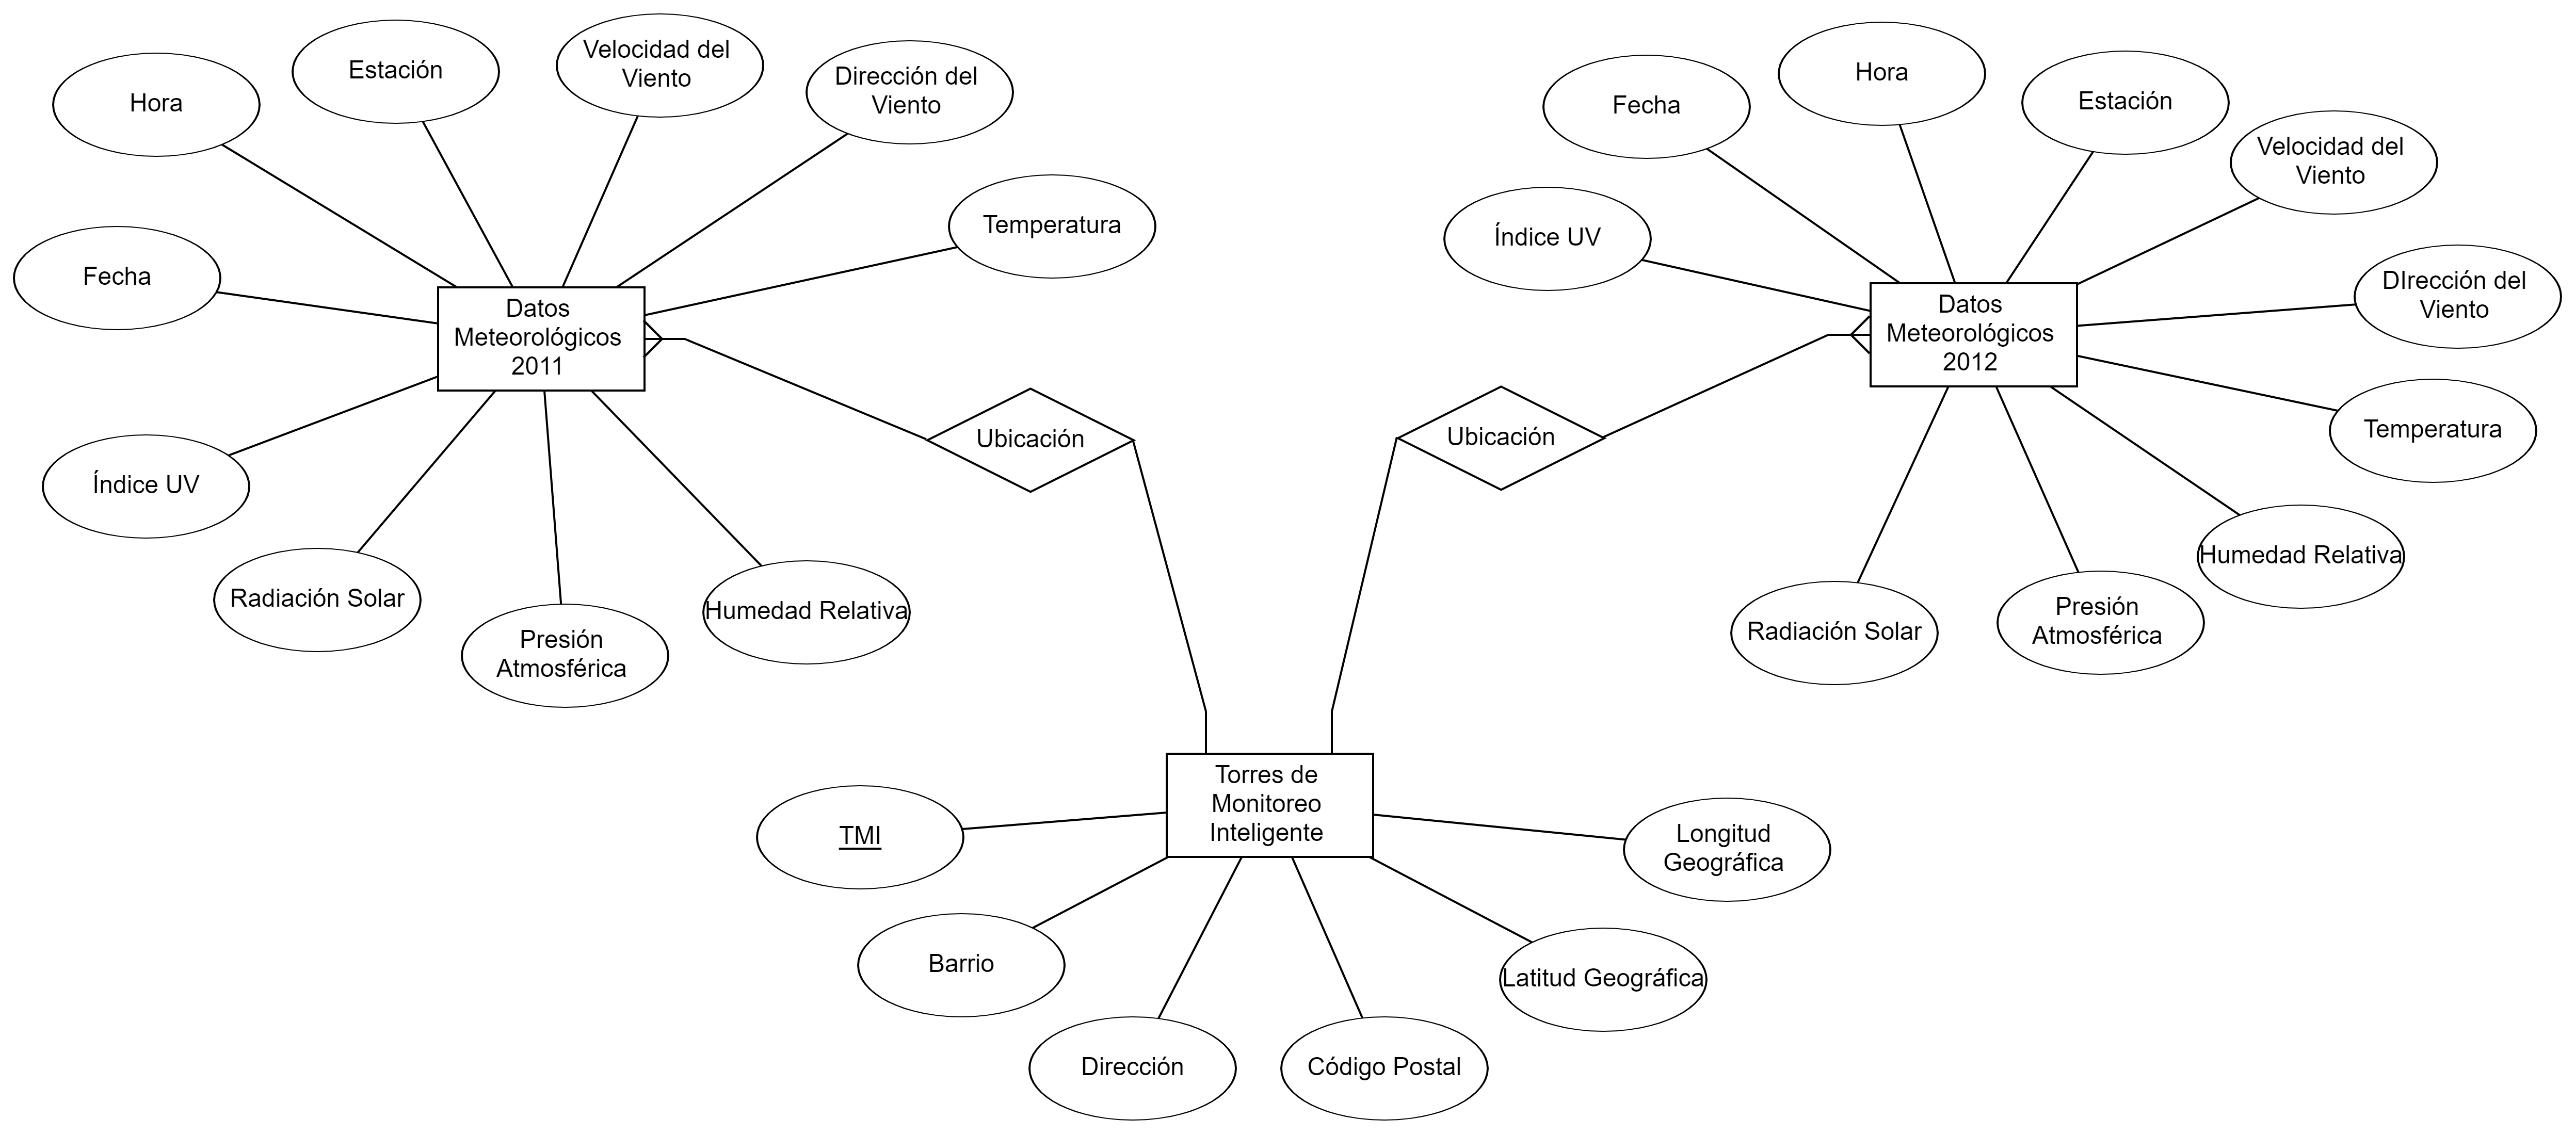 Hora
Estación
Velocidad del
Viento
Dirección del
Viento
Temperatura
Fecha
Datos
Meteorológicos
2011
Índice UV
Radiación Solar
Presión
Atmosférica
Humedad Relativa
Ubicación
Fecha
Hora
Estación
Velocidad del
Viento
Índice UV
DIrección del
Viento
Datos
Meteorológicos
2012
Temperatura
Ubicación
Humedad Relativa
Presión
Atmosférica
Radiación Solar
Torres de
Monitoreo
Inteligente
TMI
Longitud
Geográfica
Barrio
Latitud Geográfica
Dirección
Código Postal